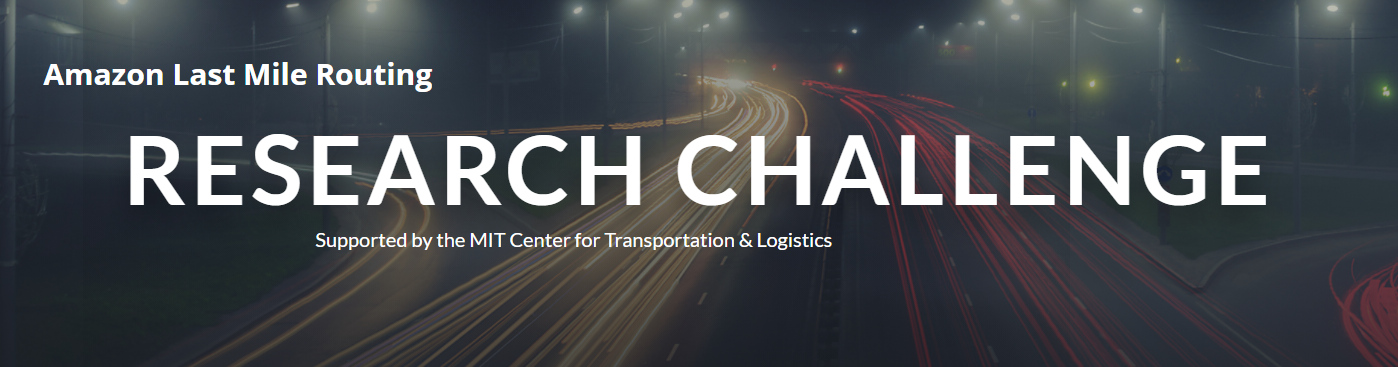 Amazon Last Mile Routing
RESEARCH CHALLENGE
Supported by the MIT Center for Transportation & Logistics